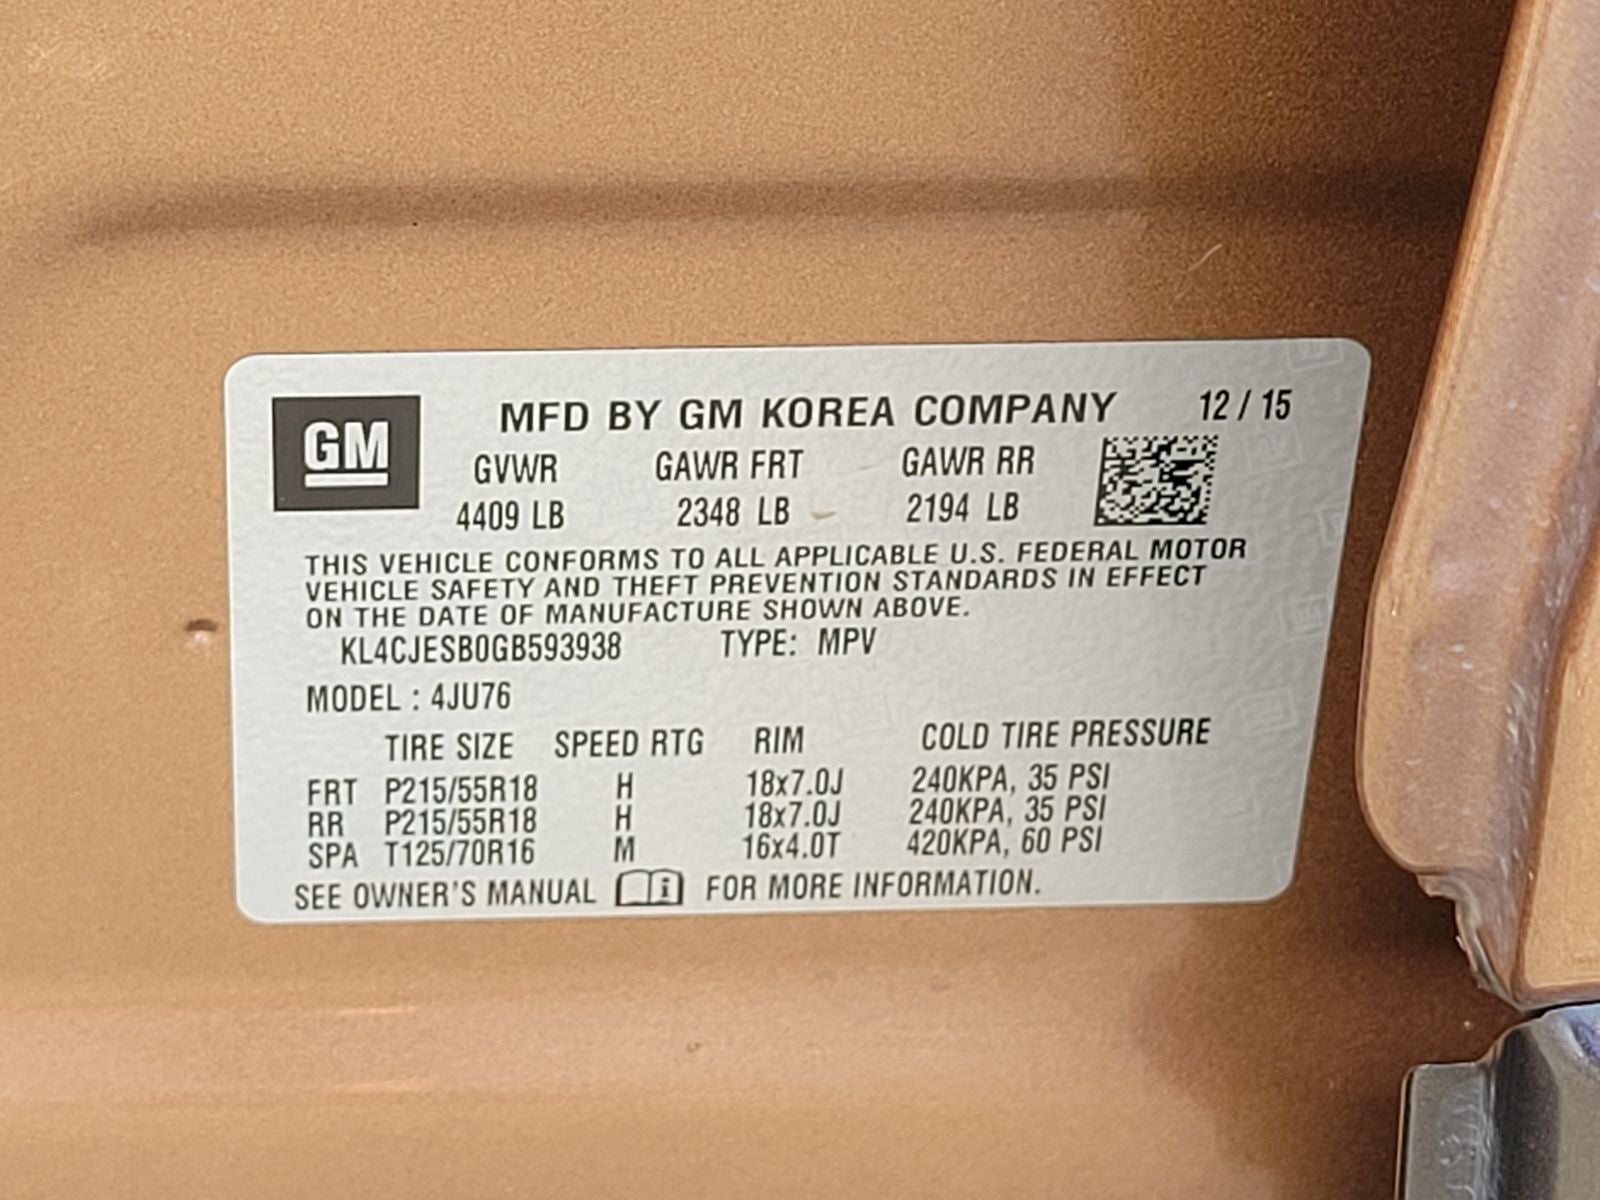 GM
MFD BY GM KOREA COMPANY 12 / 15
GVWR GAWR FRT GAWR RR
4409 LB 2348 LB 2194 LB
THIS VEHICLE CONFORMS TO ALL APPLICABLE U.S. FEDERAL MOTOR
VEHICLE SAFETY AND THEFT PREVENTION STANDARDS IN EFFECT
ON THE DATE OF MANUFACTURE SHOWN ABOVE.
KL4CJESB0GB593938 TYPE: MPV
MODEL : 4JU76
TIRE SIZE SPEED RTG RIM COLD TIRE PRESSURE
FRT P215/55R18 H 18x7.0J 240KPA, 35 PSI
RR P215/55R18 H 18x7.0J 240KPA, 35 PSI
SPA T125/70R16 M 16x4.0T 420KPA, 60 PSI
SEE OWNER'S MANUAL i FOR MORE INFORMATION.